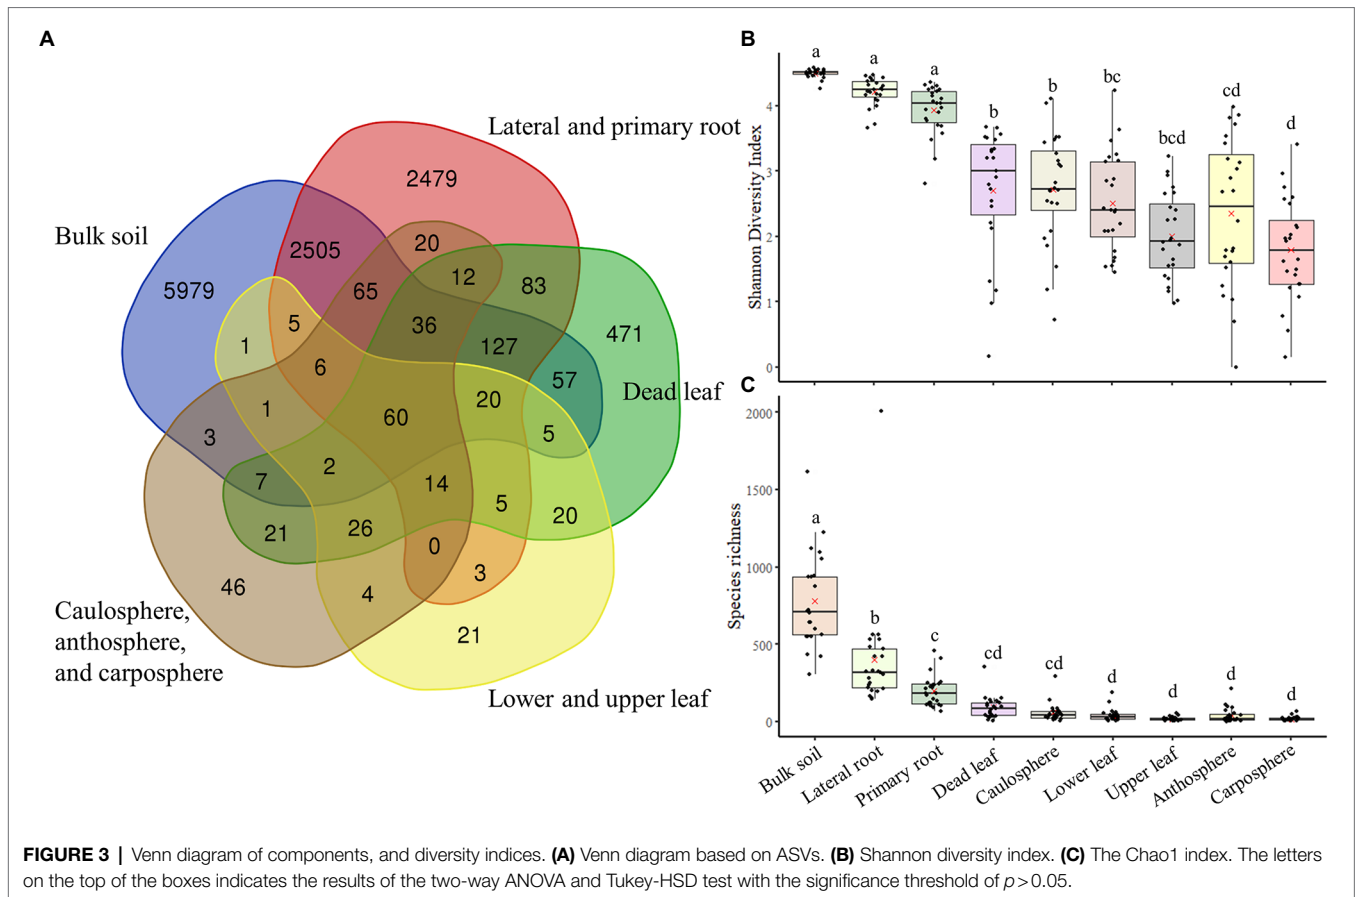 A
Lateral and primary root
2479
Bulk soil
20
2505
12
83
5979
65
471
36
5
127
1
6
57
Dead leaf
20
1
60
5
3
2
7
14
5
20
26
21
0
3
46
4
Caulosphere,
anthosphere,
and carposphere
21
Lower and upper leaf
B
Shannon Diversity Index
4
3
2
1
0
a
a
a
b
b
bc
bcd
cd
d
C
Species richness
2000
1500
1000
500
0
a
b
c
cd
cd
d
d
d
d
Bulk soil
Lateral root
Primary root
Dead leaf
Caulosphere
Lower leaf
Upper leaf
Anthosphere
Carposphere
FIGURE 3 | Venn diagram of components, and diversity indices. (A) Venn diagram based on ASVs. (B) Shannon diversity index. (C) The Chao1 index. The letters
on the top of the boxes indicates the results of the two-way ANOVA and Tukey-HSD test with the significance threshold of p > 0.05.